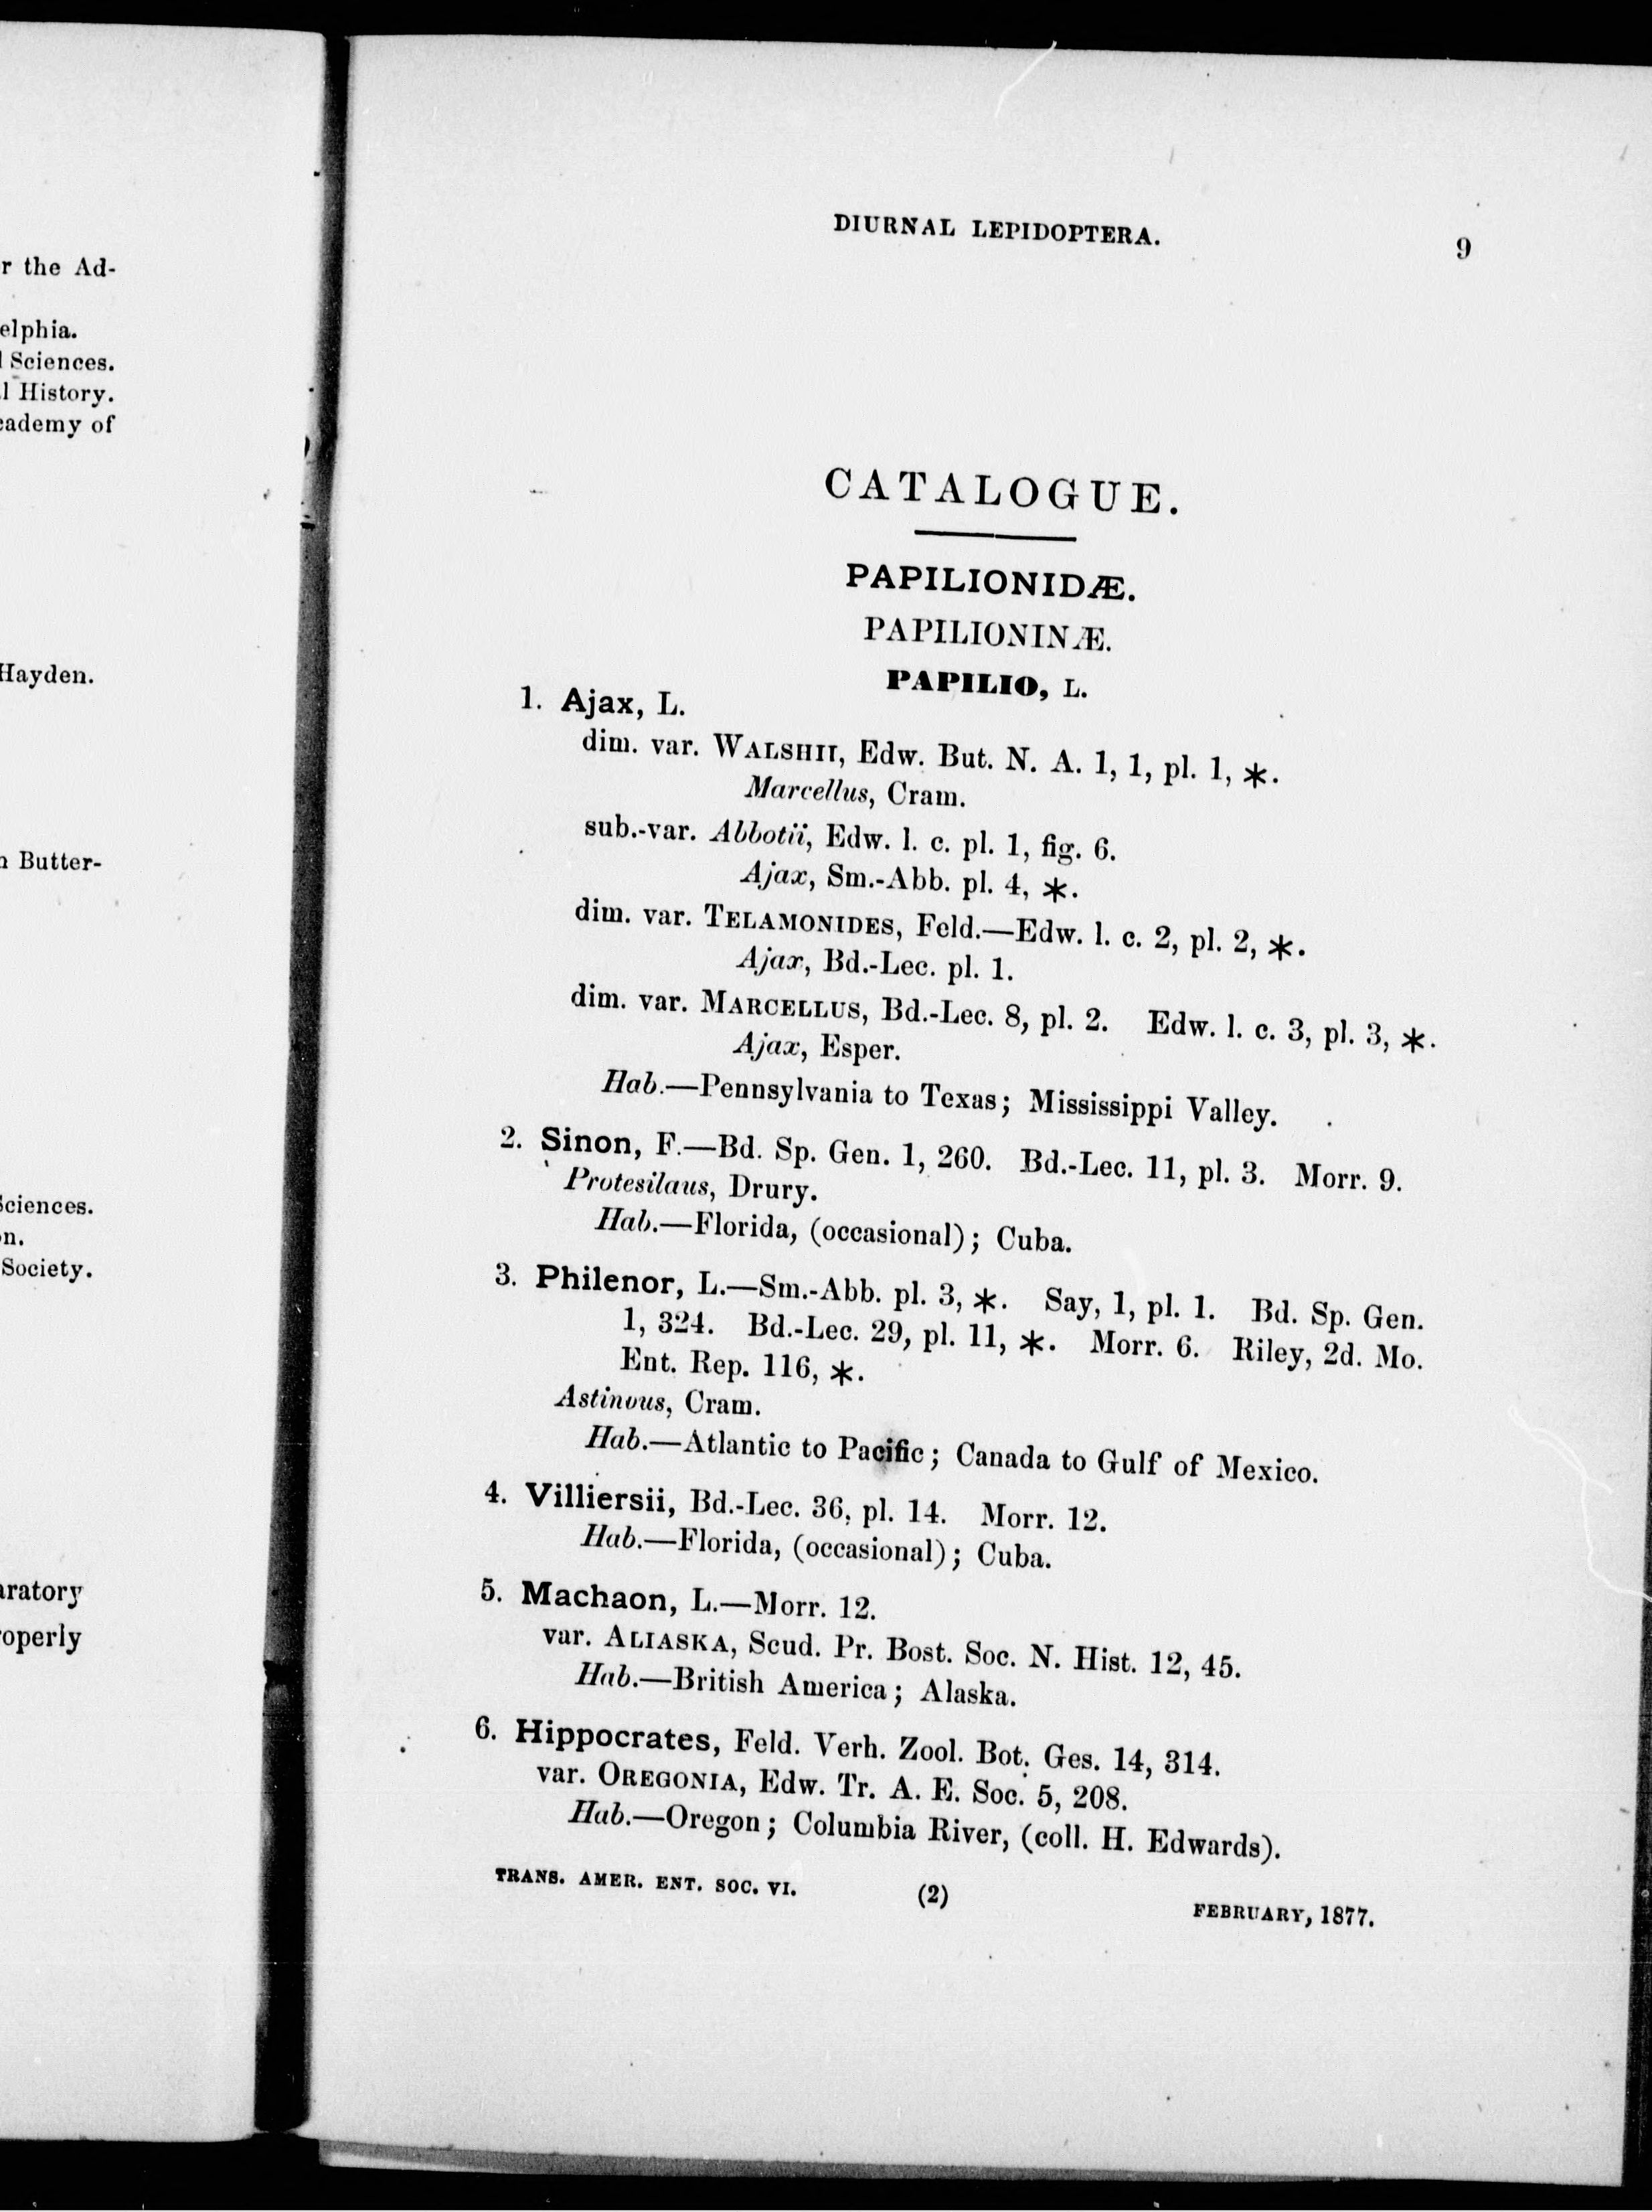 r the Ad-
elphia.
Sciences.
l History.
ademy of
Hayden.
Butter-
Sciences.
n.
Society.
aratory
operly
DIURNAL LEPIDOPTERA.
9
CATALOGUE.
PAPILIONIDÆ.
PAPILIONINÆ.
PAPILIO, L.
1. Ajax, L.
dim. var. WALSHII, Edw. But. N. A. 1, 1, pl. 1, *.
Marcellus, Cram.
sub.-var. Abbotii, Edw. l. c. pl. 1, fig. 6.
Ajax, Sm.-Abb. pl. 4, *.
dim. var. TELAMONIDES, Feld.—Edw. l. c. 2, pl. 2, *.
Ajax, Bd.-Lec. pl. 1.
dim. var. MARCELLUS, Bd.-Lec. 8, pl. 2. Edw. l. c. 3, pl. 3, *.
Ajax, Esper.
Hab.—Pennsylvania to Texas; Mississippi Valley.
2. Sinon, F.—Bd. Sp. Gen. 1, 260. Bd.-Lec. 11, pl. 3. Morr. 9.
Protesilaus, Drury.
Hab.—Florida, (occasional); Cuba.
3. Philenor, L.—Sm.-Abb. pl. 3, *. Say, 1, pl. 1. Bd. Sp. Gen.
1, 324. Bd.-Lec. 29, pl. 11, *. Morr. 6. Riley, 2d. Mo.
Ent. Rep. 116, *.
Astinous, Cram.
Hab.—Atlantic to Pacific; Canada to Gulf of Mexico.
4. Villiersii, Bd.-Lec. 36, pl. 14. Morr. 12.
Hab.—Florida, (occasional); Cuba.
5. Machaon, L.—Morr. 12.
var. ALIASKA, Scud. Pr. Bost. Soc. N. Hist. 12, 45.
Hab.—British America; Alaska.
6. Hippocrates, Feld. Verh. Zool. Bot. Ges. 14, 314.
var. OREGONIA, Edw. Tr. A. E. Soc. 5, 208.
Hab.—Oregon; Columbia River, (coll. H. Edwards).
TRANS. AMER. ENT. SOC. VI.
(2)
FEBRUARY, 1877.